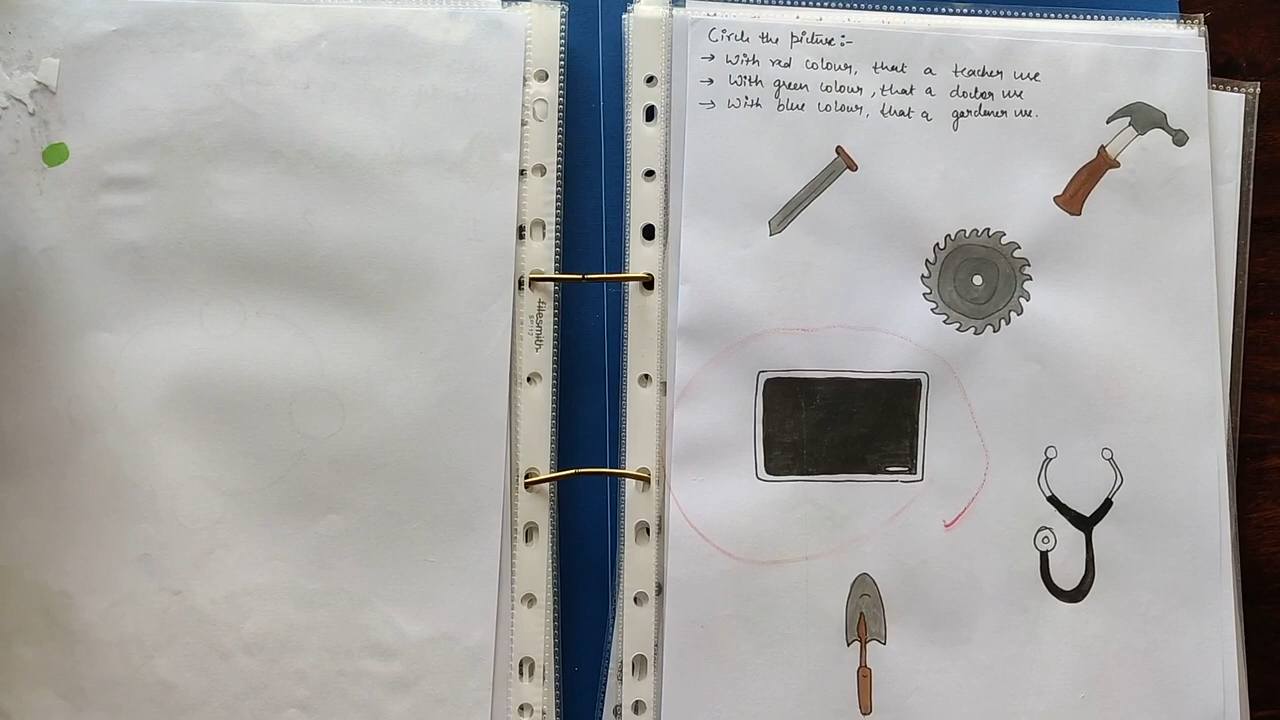 Circle the picture:-
→ With red colour, that a teacher use
→ With green colour, that a doctor use
→ With blue colour, that a gardener use.
filesmith